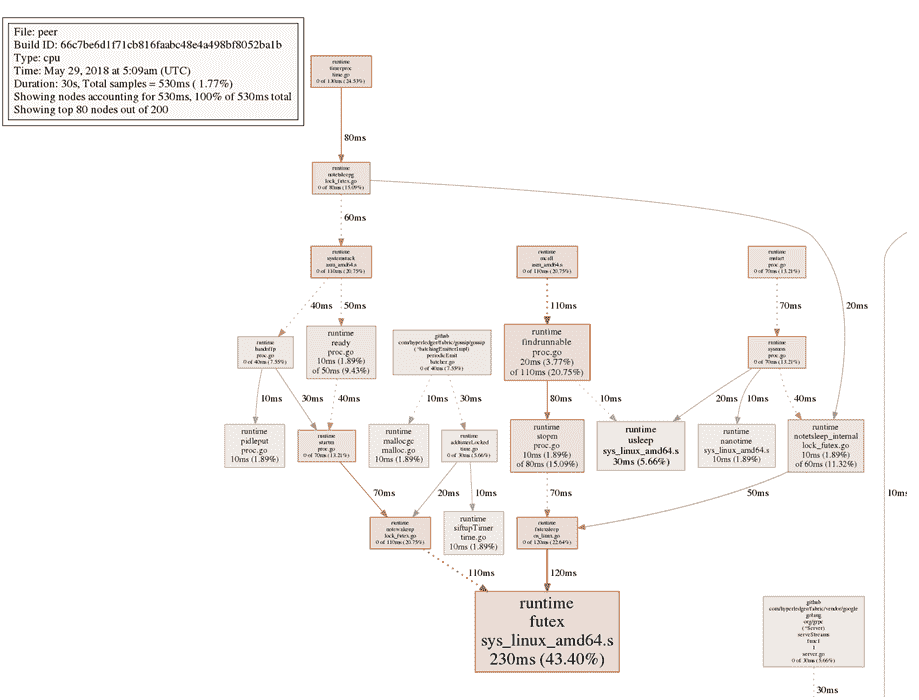 File: peer
Build ID: 66c7be6d1f71cb816faabc48e4a498bf8052ba1b
Type: cpu
Time: May 29, 2018 at 5:09am (UTC)
Duration: 30s, Total samples = 530ms ( 1.77%)
Showing nodes accounting for 530ms, 100% of 530ms total
Showing top 80 nodes out of 200
runtime
timerproc
time.go
0 of 130ms (24.53%)
80ms
runtime
notetsleepg
lock_futex.go
0 of 80ms (15.09%)
60ms
20ms
runtime
systemstack
asm_amd64.s
0 of 110ms (20.75%)
runtime
mcall
asm_amd64.s
0 of 110ms (20.75%)
runtime
mstart
proc.go
0 of 70ms (13.21%)
40ms
50ms
110ms
70ms
runtime
handoffp
proc.go
0 of 40ms (7.55%)
runtime
ready
proc.go
10ms (1.89%)
of 50ms (9.43%)
github
com/hyperledger/fabric/gossip/gossip
(*batchingEmitterImpl)
periodicEmit
batcher.go
0 of 40ms (7.55%)
runtime
findrunnable
proc.go
20ms (3.77%)
of 110ms (20.75%)
runtime
sysmon
proc.go
0 of 70ms (13.21%)
10ms
30ms
40ms
10ms
30ms
80ms
10ms
20ms
10ms
40ms
runtime
pidleput
proc.go
10ms (1.89%)
runtime
startm
proc.go
0 of 70ms (13.21%)
runtime
mallocgc
malloc.go
10ms (1.89%)
runtime
addtimerLocked
time.go
0 of 30ms (5.66%)
runtime
stopm
proc.go
10ms (1.89%)
of 80ms (15.09%)
runtime
usleep
sys_linux_amd64.s
30ms (5.66%)
runtime
nanotime
sys_linux_amd64.s
10ms (1.89%)
runtime
notetsleep_internal
lock_futex.go
10ms (1.89%)
of 60ms (11.32%)
70ms
20ms
10ms
70ms
50ms
10ms
runtime
notewakeup
lock_futex.go
0 of 110ms (20.75%)
runtime
siftupTimer
time.go
10ms (1.89%)
runtime
futexsleep
os_linux.go
0 of 120ms (22.64%)
110ms
120ms
runtime
futex
sys_linux_amd64.s
230ms (43.40%)
github
com/hyperledger/fabric/vendor/google
golang
org/grpc
(*Server)
serveStreams
func1
1
server.go
0 of 30ms (5.66%)
30ms